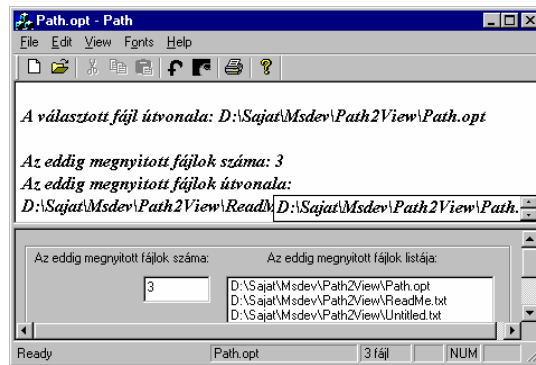 Path.opt - Path
File Edit View Fonts Help
A választott fájl útvonala: D:\Sajat\Msdev\Path2View\Path.opt
Az eddig megnyitott fájlok száma: 3
Az eddig megnyitott fájlok útvonala:
D:\Sajat\Msdev\Path2View\ReadM D:\Sajat\Msdev\Path2View\Path.
Az eddig megnyitott fájlok száma: Az eddig megnyitott fájlok listája:
3
D:\Sajat\Msdev\Path2View\Path.opt
D:\Sajat\Msdev\Path2View\ReadMe.txt
D:\Sajat\Msdev\Path2View\Untitled.txt
Ready Path.opt 3 fájl NUM